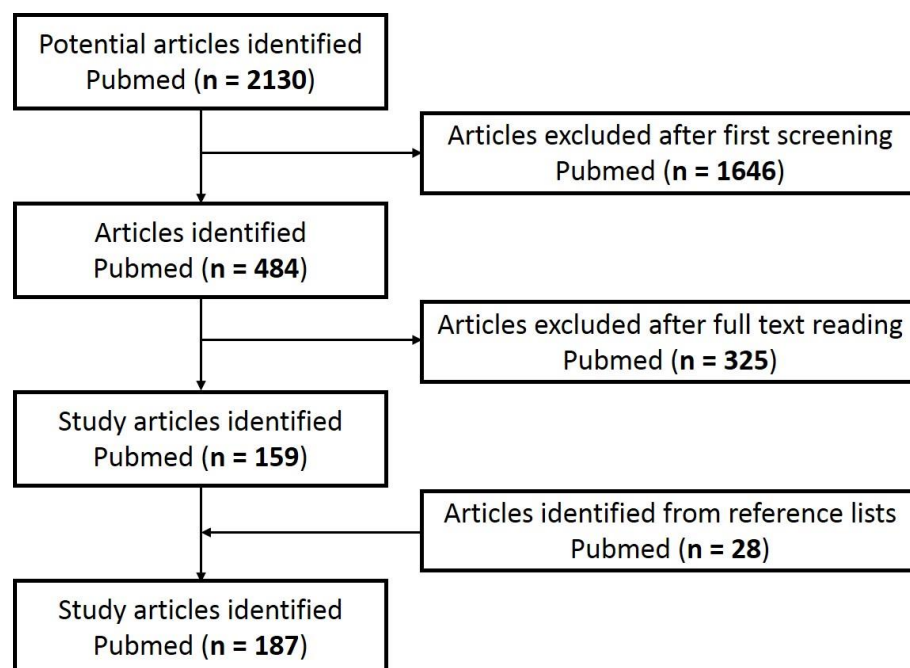 Potential articles identified
Pubmed (n = 2130)
Articles excluded after first screening
Pubmed (n = 1646)
Articles identified
Pubmed (n = 484)
Articles excluded after full text reading
Pubmed (n = 325)
Study articles identified
Pubmed (n = 159)
Articles identified from reference lists
Pubmed (n = 28)
Study articles identified
Pubmed (n = 187)